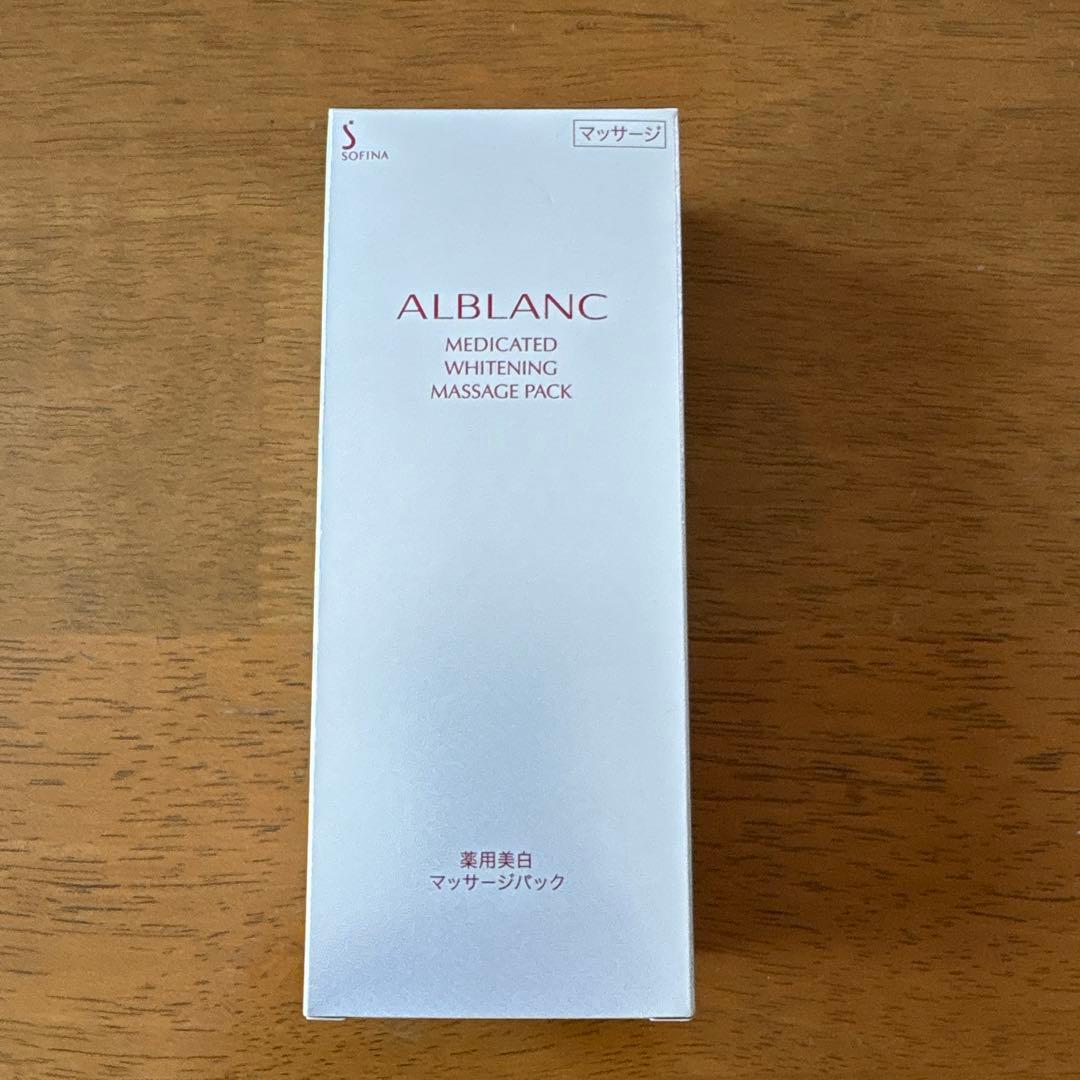 SOFINA
マッサージ
ALBLANC
MEDICATED
WHITENING
MASSAGE PACK
薬用美白
マッサージパック